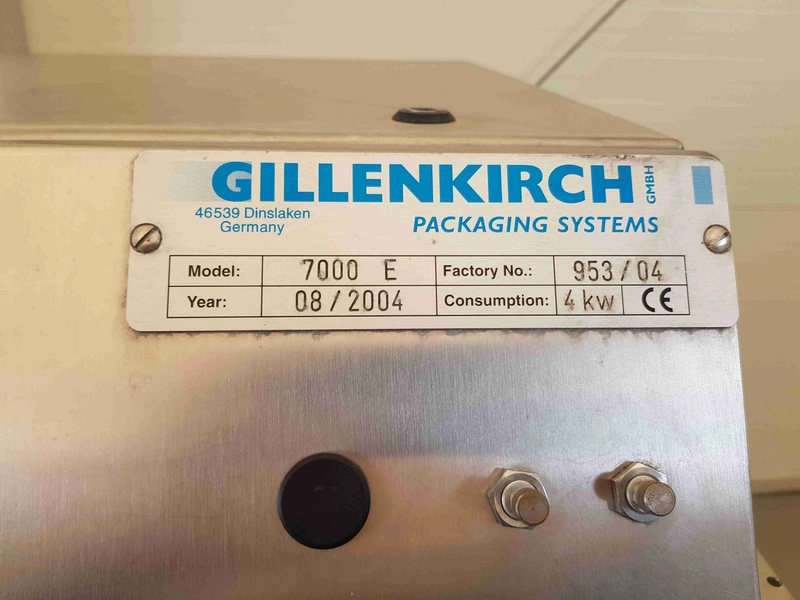 GILLENKIRCH GMBH
46539 Dinslaken
Germany
PACKAGING SYSTEMS
Model: 7000 E Factory No.: 953/04
Year: 08/2004 Consumption: 4 kw CE